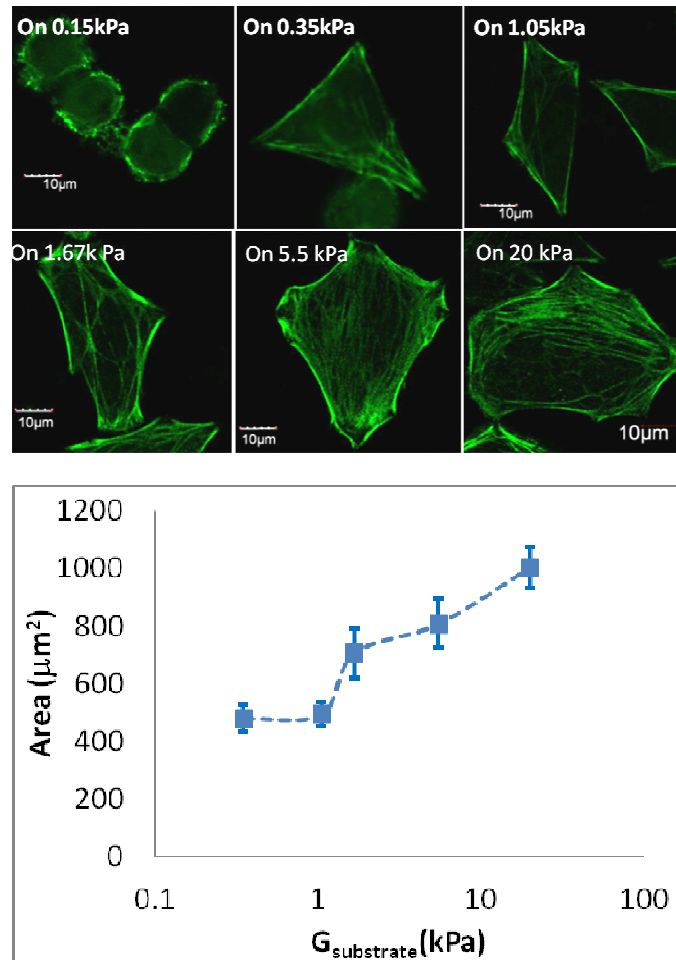 On 0.15kPa
On 0.35kPa
On 1.05kPa
10µm
10µm
10µm
On 1.67k Pa
On 5.5 kPa
On 20 kPa
10µm
10µm
10µm
1200
1000
800
600
400
200
0
Area (µm²)
0.1
1
10
100
G substrate (kPa)